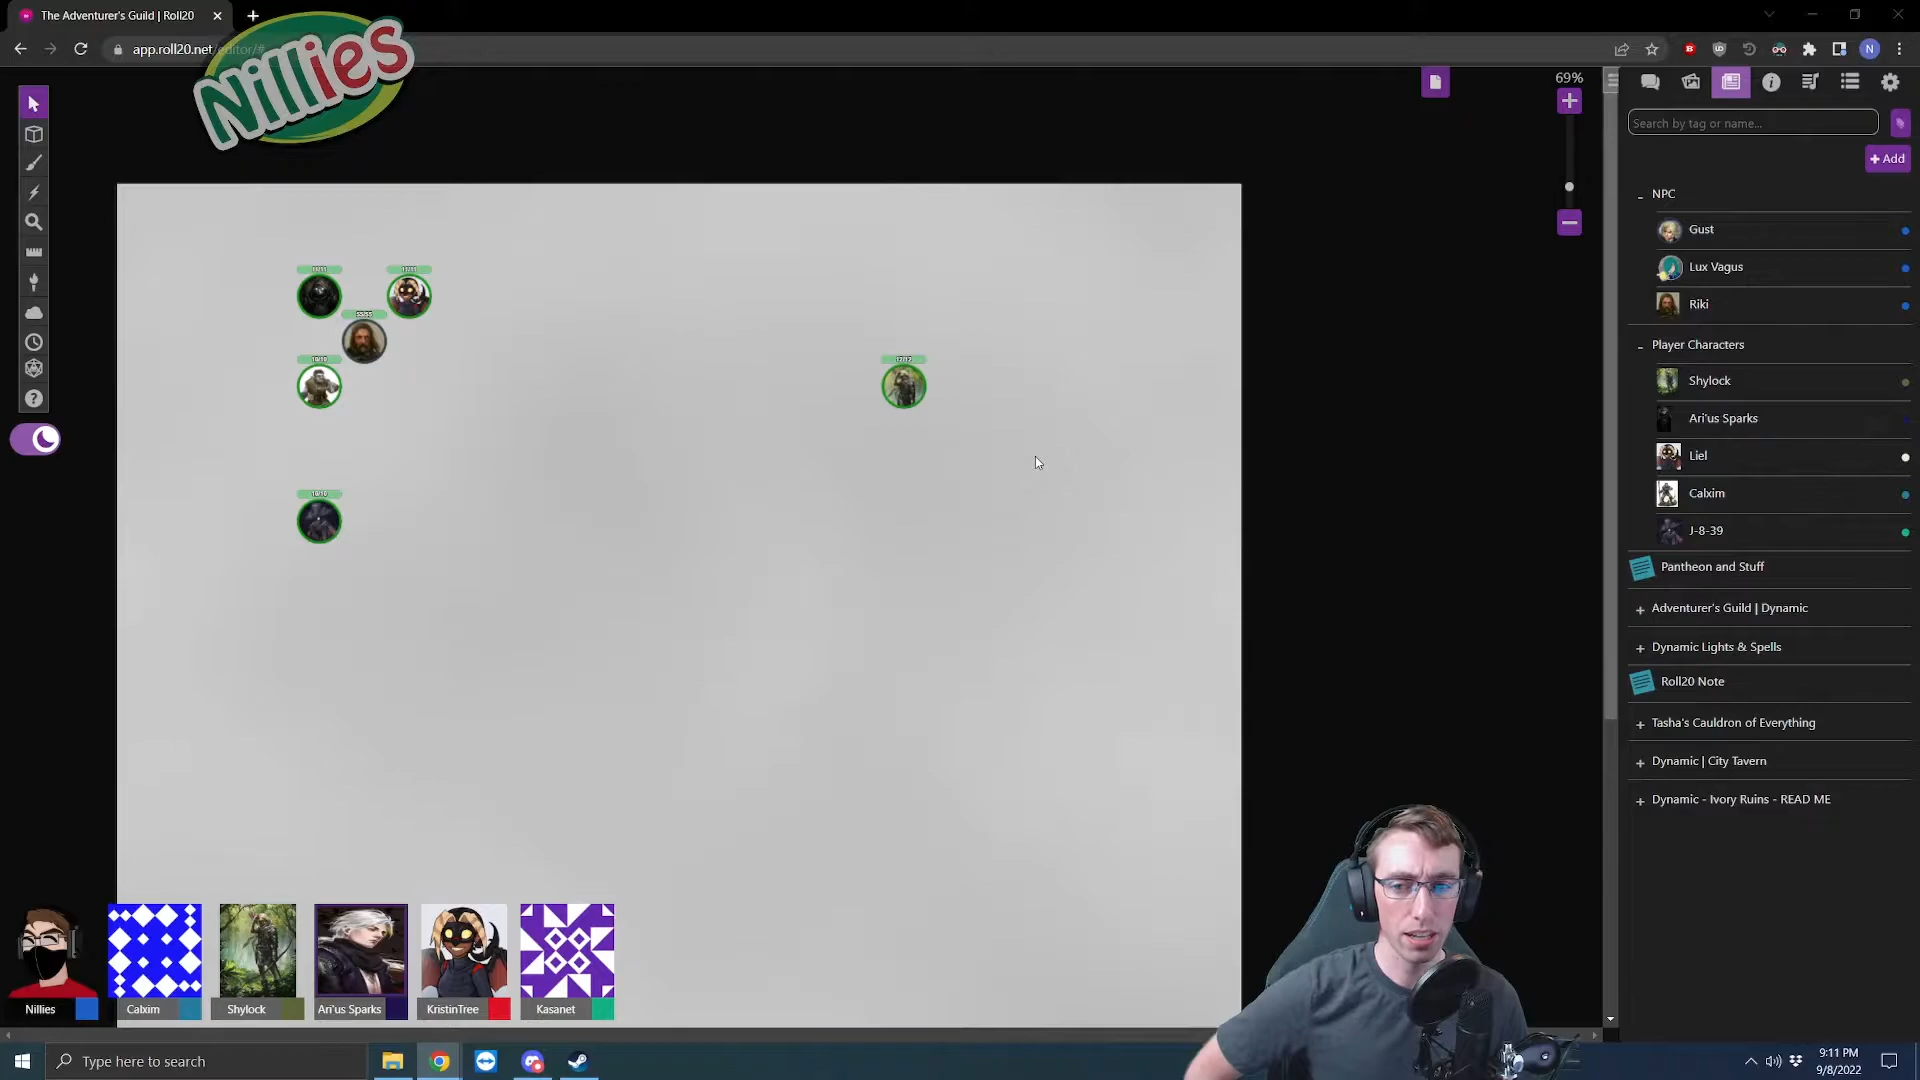 The Adventurer's Guild | Roll20
app.roll20.net/editor/#
Nillies
69%
Search by tag or name...
+ Add
NPC
Gust
Lux Vagus
Riki
Player Characters
Shylock
Ari'us Sparks
Liel
Calxim
J-8-39
Pantheon and Stuff
Adventurer's Guild | Dynamic
Dynamic Lights & Spells
Roll20 Note
Tasha's Cauldron of Everything
Dynamic | City Tavern
Dynamic - Ivory Ruins - READ ME
Nillies
Calxim
Shylock
Ari'us Sparks
KristinTree
Kasanet
Type here to search
9:11 PM
9/8/2022